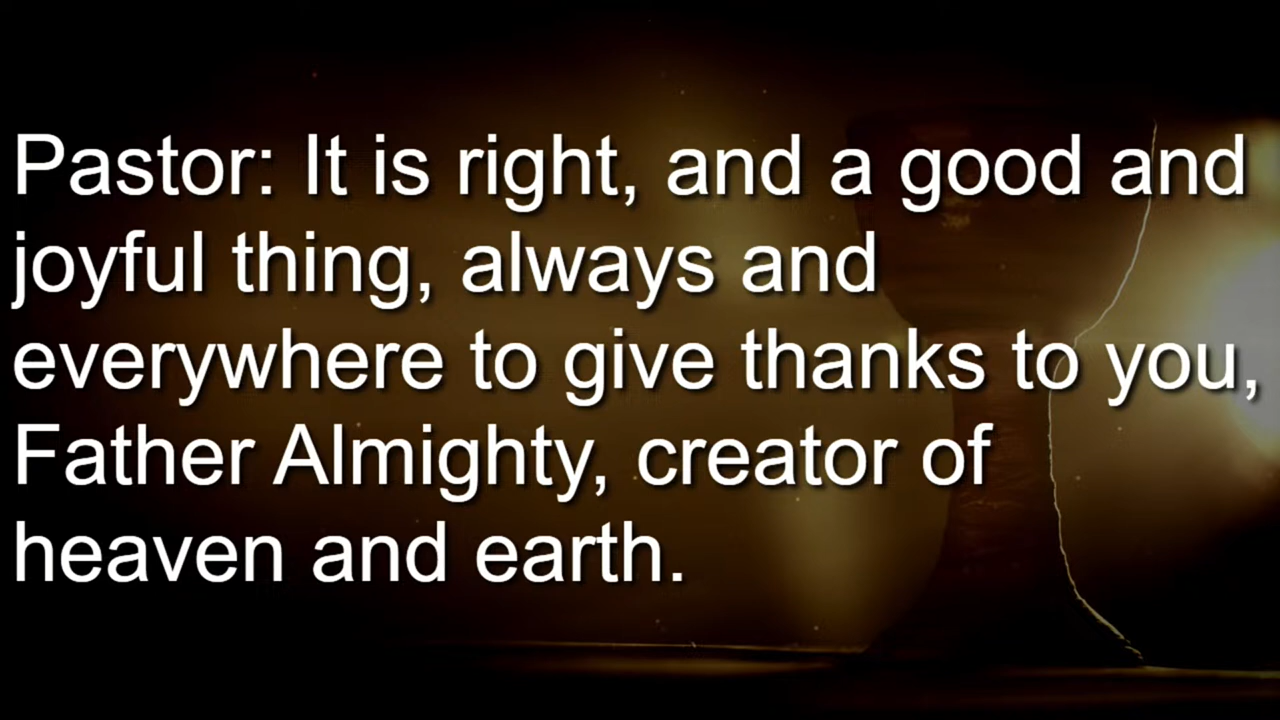 Pastor: It is right, and a good and
joyful thing, always and
everywhere to give thanks to you,
Father Almighty, creator of
heaven and earth.